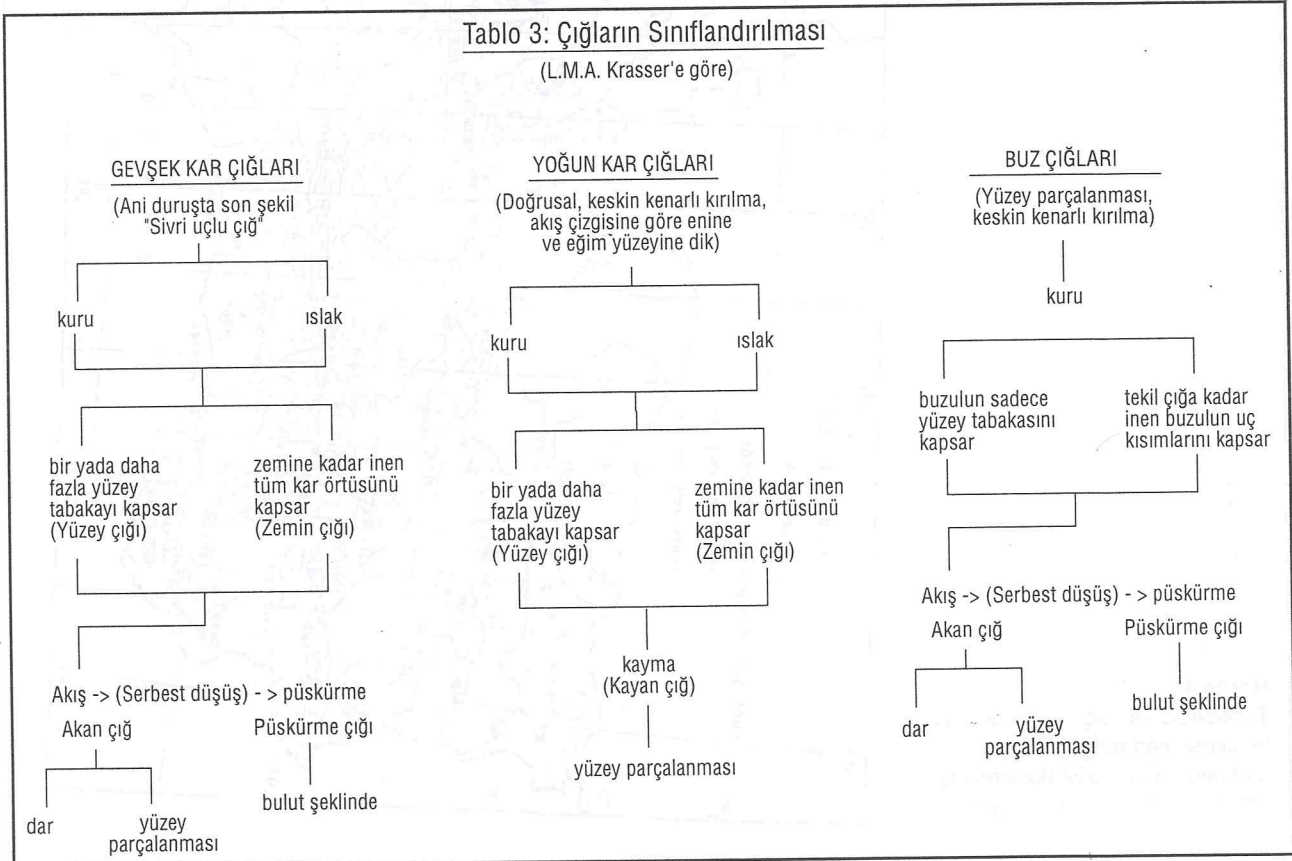 Tablo 3: Çığların Sınıflandırılması
(L.M.A. Krasser'e göre)
GEVŞEK KAR ÇIĞLARI
(Ani duruşta son şekil
"Sivri uçlu çığ"
kuru
ıslak
bir yada daha
fazla yüzey
tabakayı kapsar
(Yüzey çığı)
zemine kadar inen
tüm kar örtüsünü
kapsar
(Zemin çığı)
Akış -> (Serbest düşüş) - > püskürme
Akan çığ
Püskürme çığı
dar
yüzey
parçalanması
bulut şeklinde
YOĞUN KAR ÇIĞLARI
(Doğrusal, keskin kenarlı kırılma,
akış çizgisine göre enine
ve eğim yüzeyine dik)
kuru
ıslak
bir yada daha
fazla yüzey
tabakayı kapsar
(Yüzey çığı)
zemine kadar inen
tüm kar örtüsünü
kapsar
(Zemin çığı)
kayma
(Kayan çığ)
yüzey parçalanması
BUZ ÇIĞLARI
(Yüzey parçalanması,
keskin kenarlı kırılma)
kuru
buzulun sadece
yüzey tabakasını
kapsar
tekil çığa kadar
inen buzulun uç
kısımlarını kapsar
Akış -> (Serbest düşüş) - > püskürme
Akan çığ
Püskürme çığı
dar
yüzey
parçalanması
bulut şeklinde